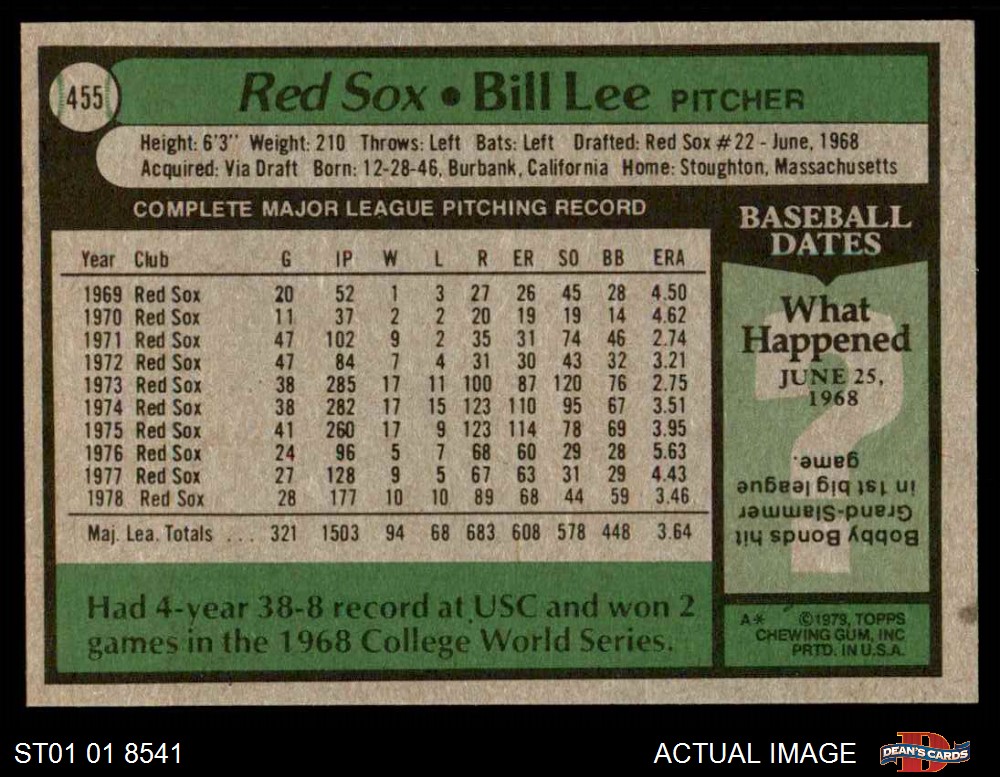 455
Red Sox • Bill Lee PITCHER
Height: 6'3'' Weight: 210 Throws: Left Bats: Left Drafted: Red Sox #22 - June, 1968
Acquired: Via Draft Born: 12-28-46, Burbank, California Home: Stoughton, Massachusetts
COMPLETE MAJOR LEAGUE PITCHING RECORD
Year Club G IP W L R ER SO BB ERA
1969 Red Sox 20 52 1 3 27 26 45 28 4.50
1970 Red Sox 11 37 2 2 20 19 19 14 4.62
1971 Red Sox 47 102 9 2 35 31 74 46 2.74
1972 Red Sox 47 84 7 4 31 30 43 32 3.21
1973 Red Sox 38 285 17 11 100 87 120 76 2.75
1974 Red Sox 38 282 17 15 123 110 95 67 3.51
1975 Red Sox 41 260 17 9 123 114 78 69 3.95
1976 Red Sox 24 96 5 7 68 60 29 28 5.63
1977 Red Sox 27 128 9 5 67 63 31 29 4.43
1978 Red Sox 28 177 10 10 89 68 44 59 3.46
Maj. Lea. Totals . . . 321 1503 94 68 683 608 578 448 3.64
Had 4-year 38-8 record at USC and won 2
games in the 1968 College World Series.
BASEBALL
DATES
What
Happened
JUNE 25,
1968
?
Bobby Bonds hit
Grand-Slammer
in 1st big league
game.
A* ©1979, TOPPS
CHEWING GUM, INC
PRTD. IN U.S.A.
ST01 01 8541
ACTUAL IMAGE
D
DEAN'S CARDS